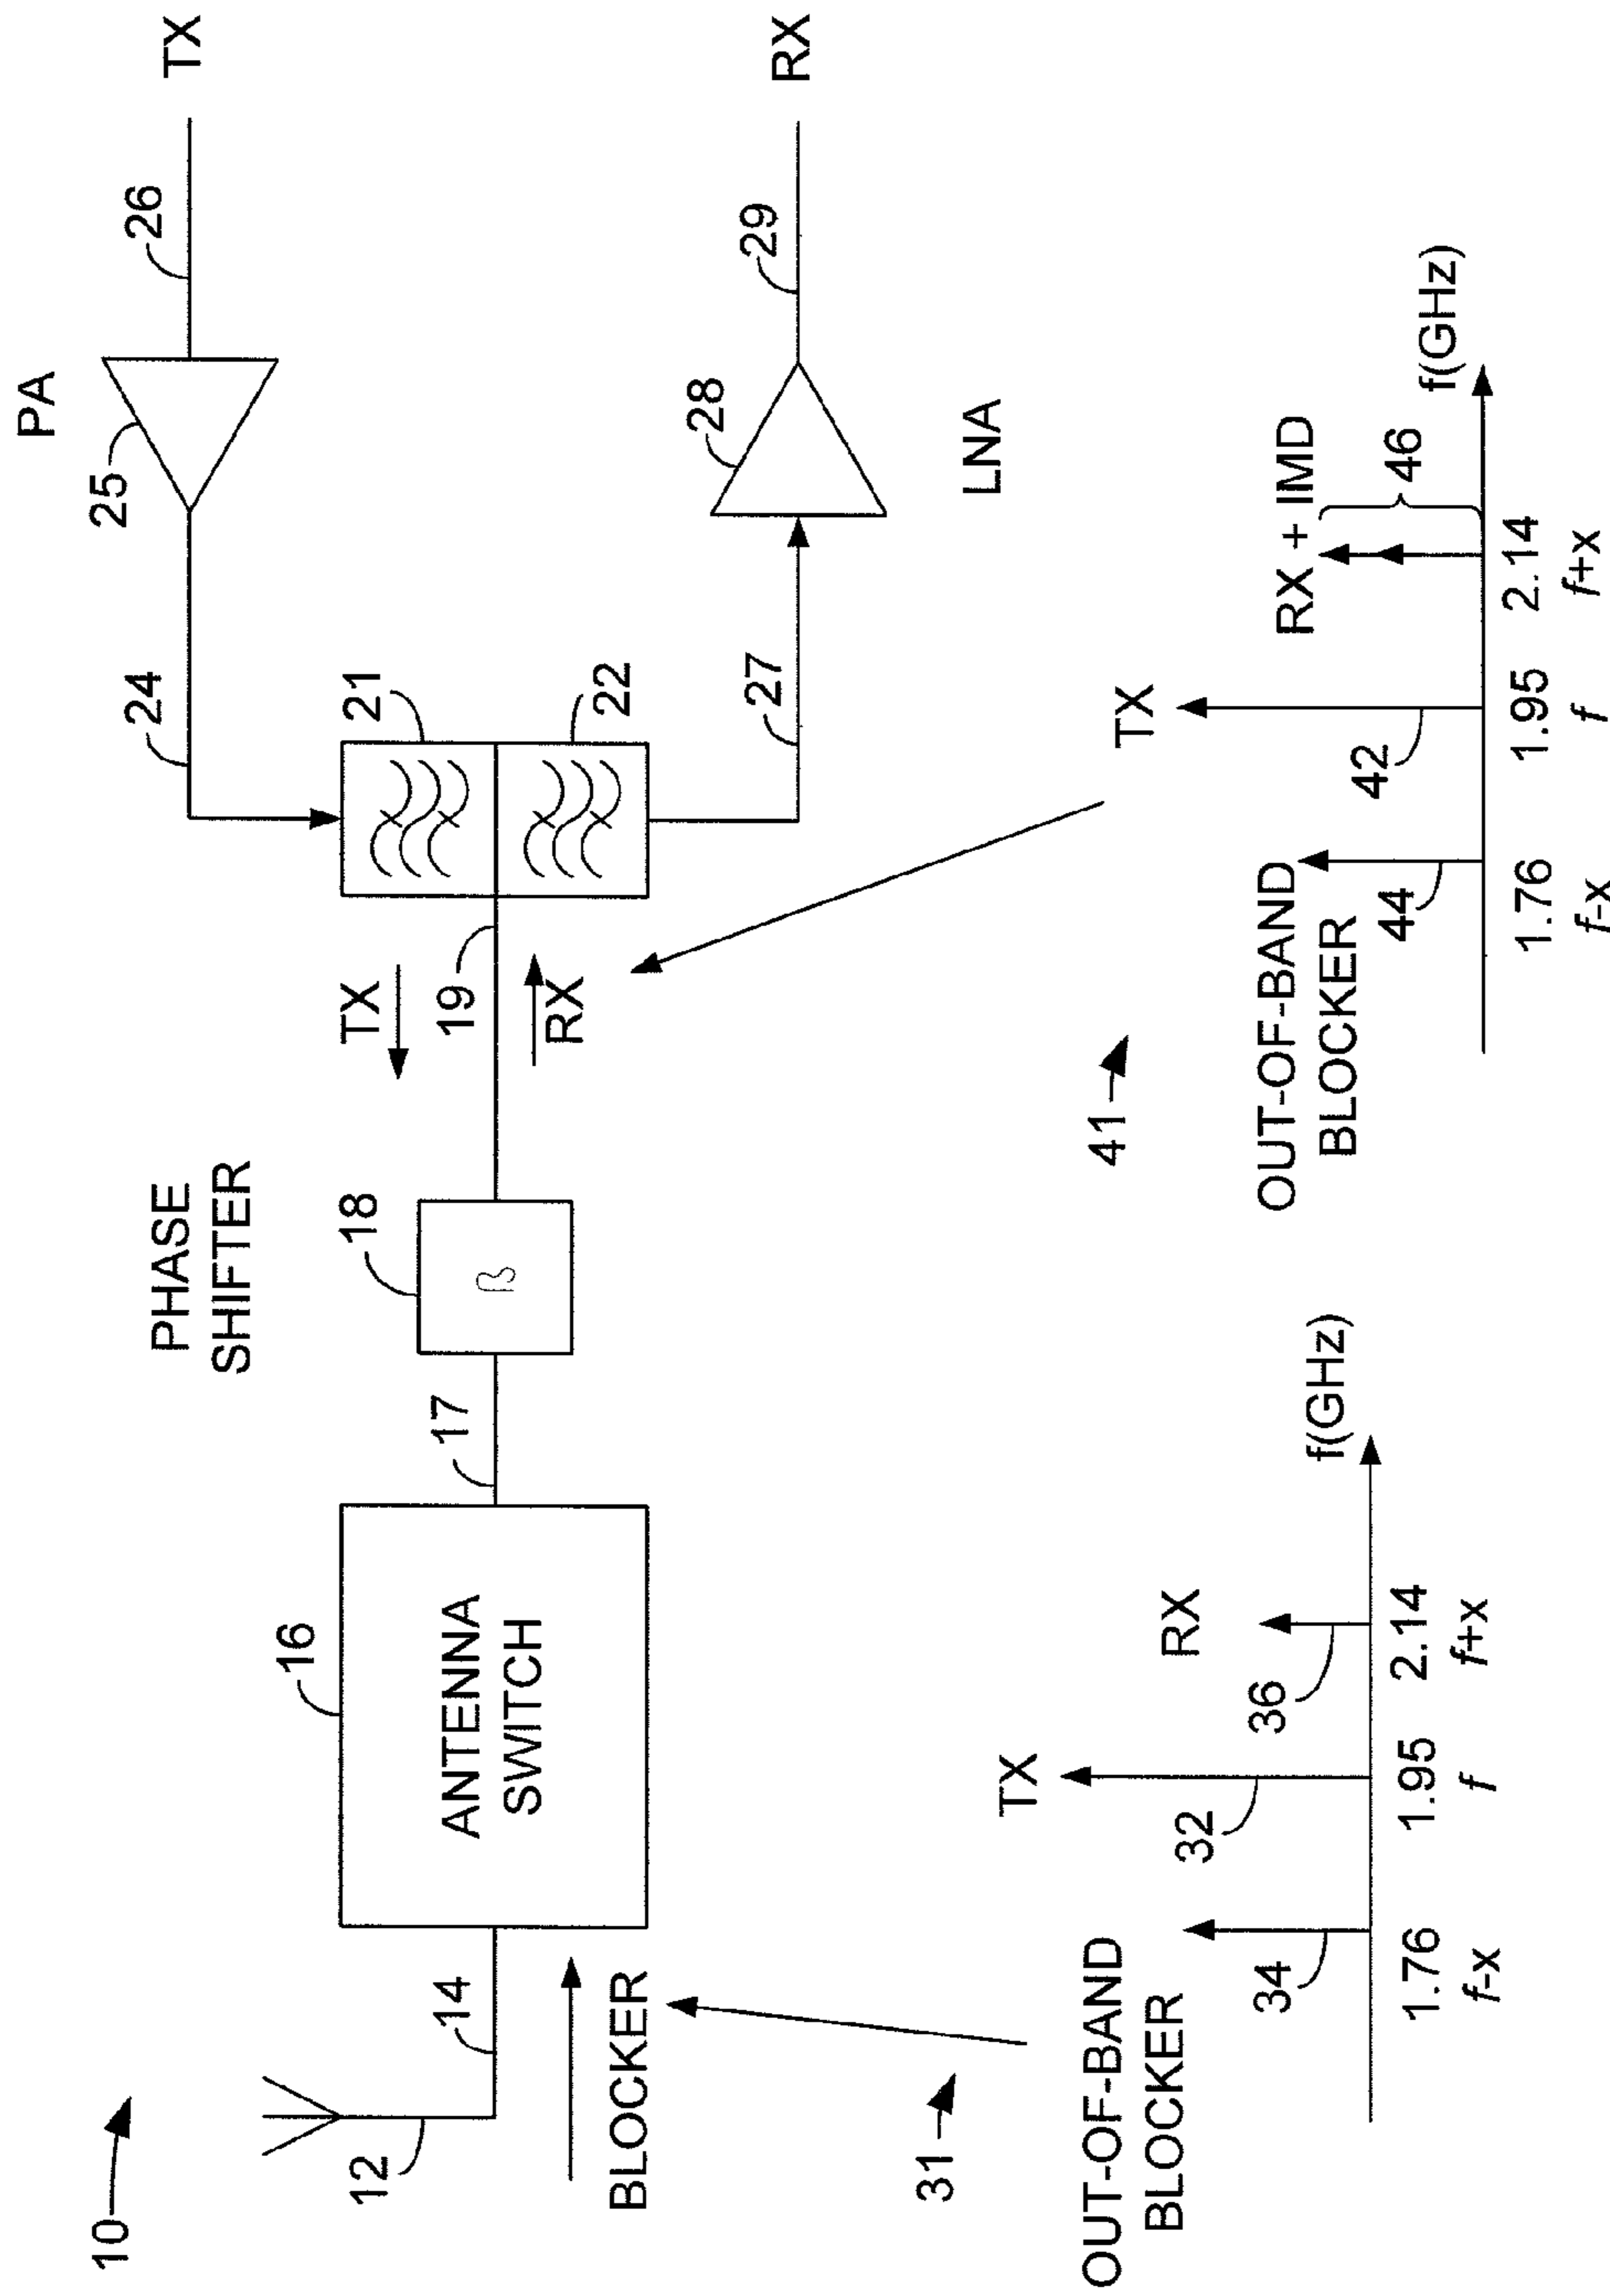 10
12
14
BLOCKER
16
ANTENNA
SWITCH
17
PHASE
SHIFTER
18
β
TX
19
RX
21
22
24
PA
25
26
TX
27
28
LNA
29
RX
31
OUT-OF-BAND
BLOCKER
34
TX
32
RX
36
f(GHz)
1.76 1.95 2.14
f-x f f+x
41
OUT-OF-BAND
BLOCKER
44
TX
42
RX + IMD
46
f(GHz)
1.76 1.95 2.14
f-x f f+x